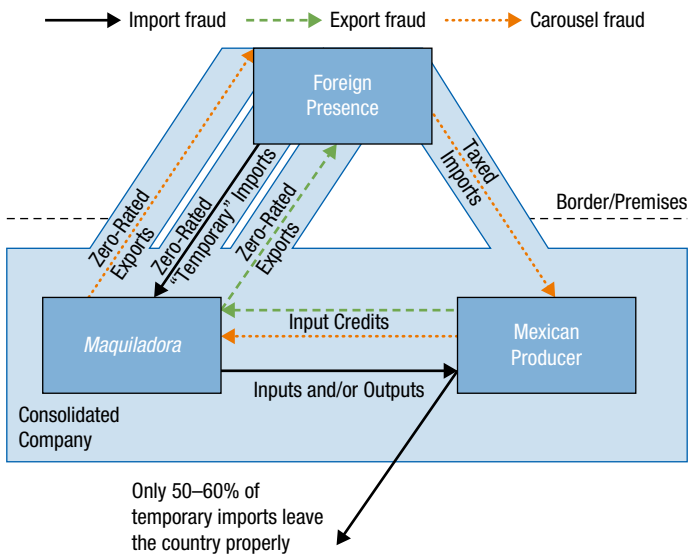 Import fraud
Export fraud
Carousel fraud
Foreign
Presence
Zero-Rated
Exports
Zero-Rated
“Temporary” Imports
Zero-Rated
Exports
Taxed
Imports
Border/Premises
Maquiladora
Input Credits
Mexican
Producer
Inputs and/or Outputs
Consolidated
Company
Only 50–60% of
temporary imports leave
the country properly